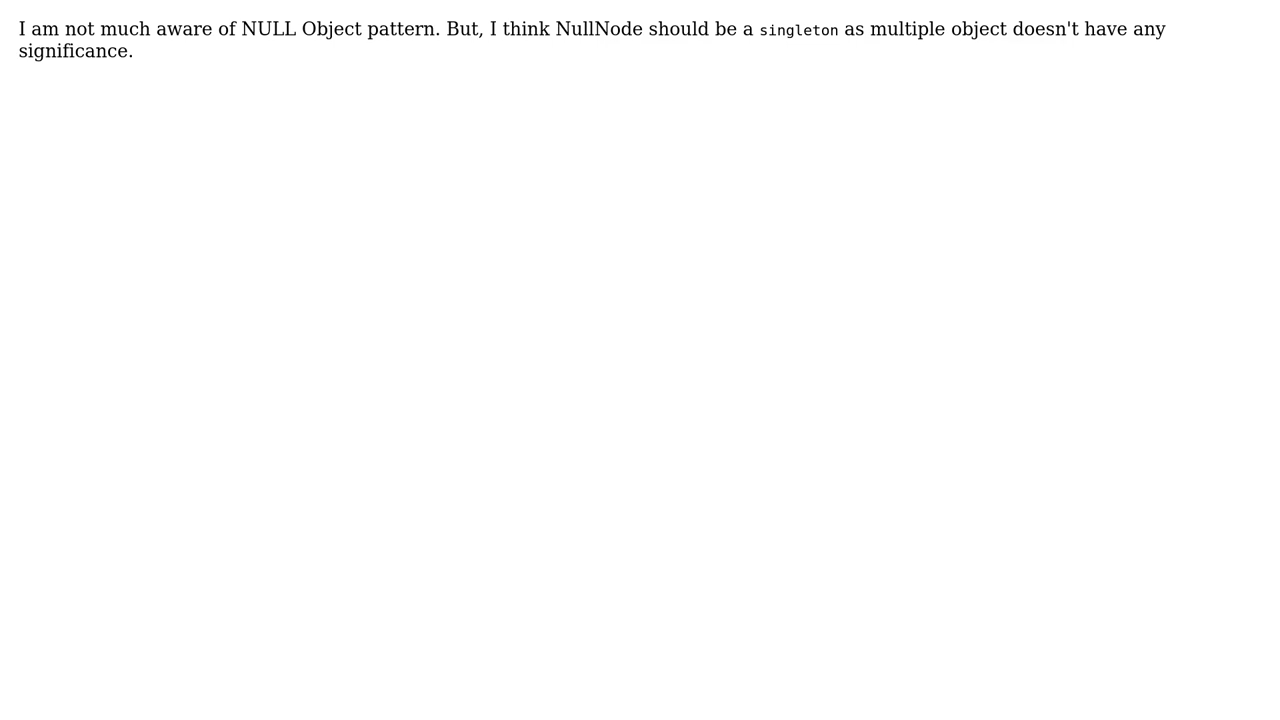 I am not much aware of NULL Object pattern. But, I think NullNode should be a singleton as multiple object doesn't have any
significance.